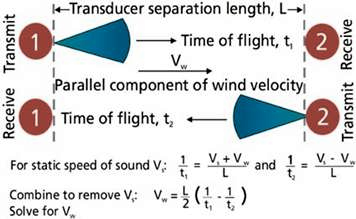 Transducer separation length, L
Transmit 1 Time of flight, t₁ 2 Receive
Vw
Parallel component of wind velocity
Receive 1 Time of flight, t₂ 2 Transmit
For static speed of sound Vₛ: 1/t₁ = Vₛ + Vw/L and 1/t₂ = Vₛ - Vw/L
Combine to remove Vₛ: Vw = L/2 (1/t₁ - 1/t₂)
Solve for Vw